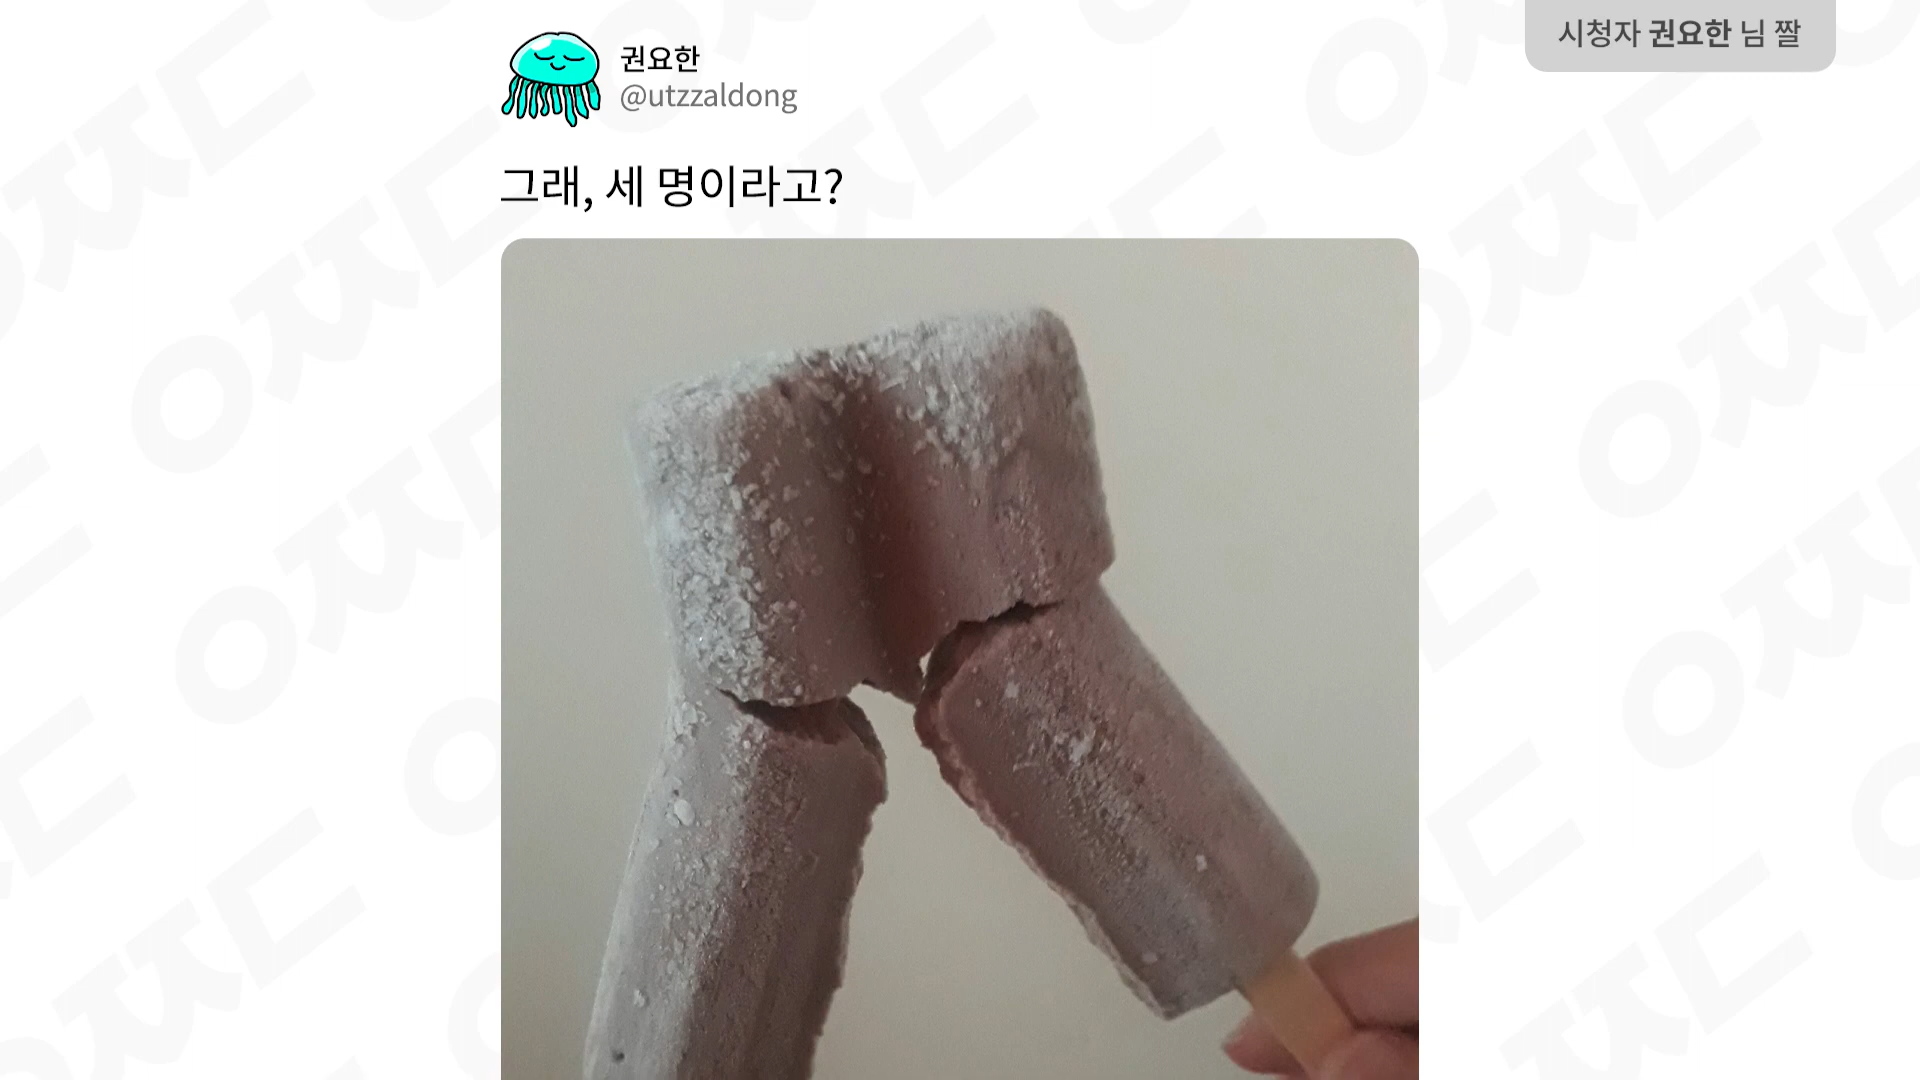 시청자 권요한 님 짤
권요한
@utzzaldong
그래, 세 명이라고?